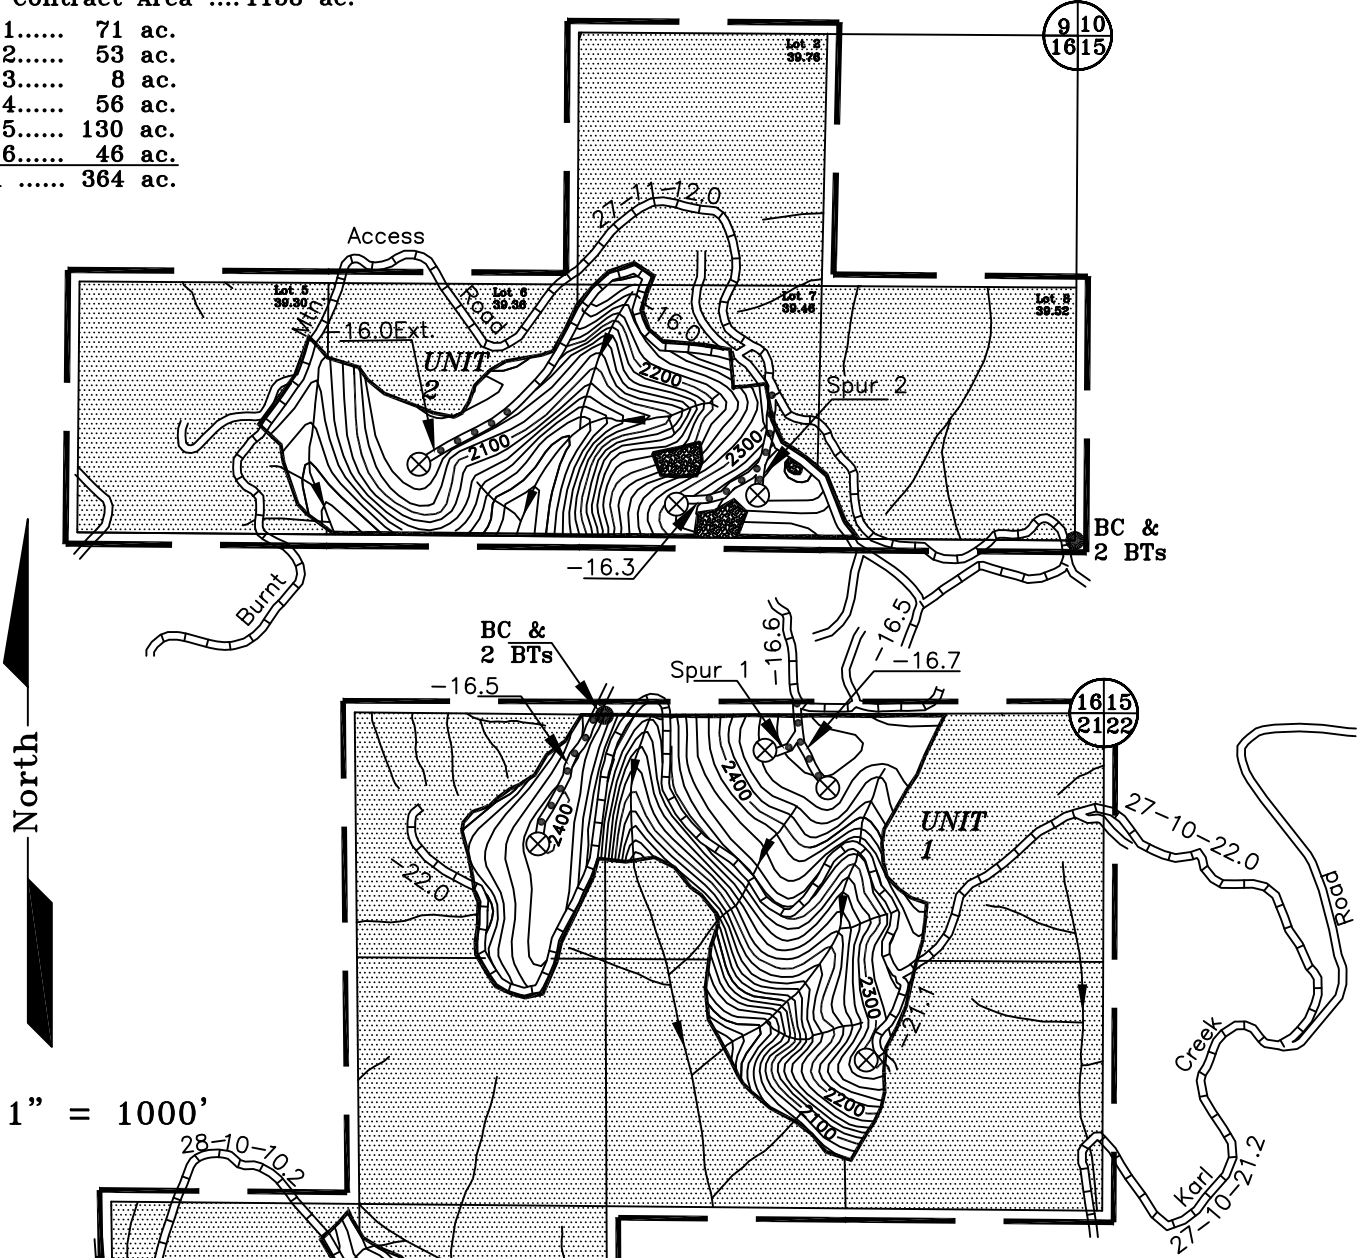 Contract Area
1...... 71 ac.
2...... 53 ac.
3...... 8 ac.
4...... 56 ac.
5...... 130 ac.
6...... 46 ac.
...... 364 ac.
9 10
16 15
Lot 2
39.76
27-11-12.0
Access
Road
Mtn.
Lot 5
39.30
Lot 6
39.36
Lot 7
39.46
Lot 8
39.52
-16.0Ext.
-16.0
UNIT
2
2200
Spur 2
2100
2300
-16.3
BC &
2 BTs
Burnt
BC &
2 BTs
-16.6
-16.5
Spur 1
-16.7
-16.5
16 15
21 22
North
2400
2400
UNIT
1
27-10-22.0
-22.0
Road
2300
-21.1
Creek
2200
2100
1" = 1000'
28-10-10.2
Karl
27-10-21.2